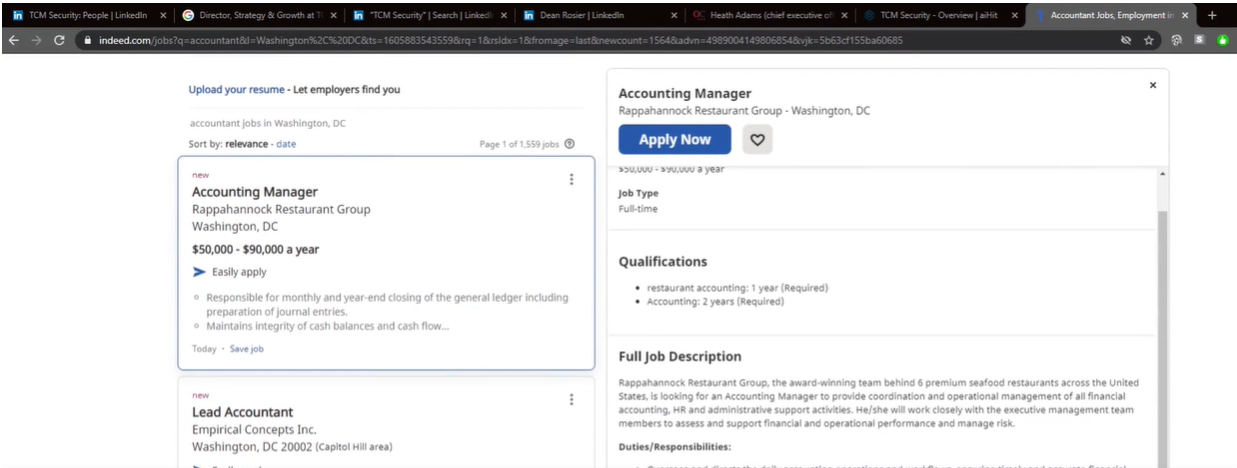 TCM Security: People | LinkedIn
Director, Strategy & Growth at T
"TCM Security" | Search | LinkedI
Dean Rosier | LinkedIn
Heath Adams (chief executive of
TCM Security - Overview | aiHit
Accountant Jobs, Employment in
indeed.com/jobs?q=accountant&l=Washington%2C%20DC&ts=1605883543559&rq=1&rsIdx=1&fromage=last&newcount=1564&advn=4989004149806854&vjk=5b63cf155ba60685
Upload your resume - Let employers find you
accountant jobs in Washington, DC
Sort by: relevance - date
Page 1 of 1,559 jobs
new
Accounting Manager
Rappahannock Restaurant Group
Washington, DC
$50,000 - $90,000 a year
Easily apply
Responsible for monthly and year-end closing of the general ledger including
preparation of journal entries.
Maintains integrity of cash balances and cash flow...
Today · Save job
new
Lead Accountant
Empirical Concepts Inc.
Washington, DC 20002 (Capitol Hill area)
Accounting Manager
Rappahannock Restaurant Group - Washington, DC
Apply Now
$50,000 - $90,000 a year
Job Type
Full-time
Qualifications
restaurant accounting: 1 year (Required)
Accounting: 2 years (Required)
Full Job Description
Rappahannock Restaurant Group, the award-winning team behind 6 premium seafood restaurants across the United
States, is looking for an Accounting Manager to provide coordination and operational management of all financial
accounting, HR and administrative support activities. He/she will work closely with the executive management team
members to assess and support financial and operational performance and manage risk.
Duties/Responsibilities: